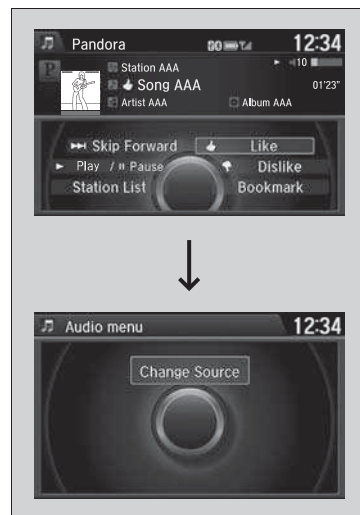 Pandora 12:34
Station AAA 10
Song AAA 01'23"
Artist AAA Album AAA
Skip Forward Like
Play / Pause Dislike
Station List Bookmark
Audio menu 12:34
Change Source